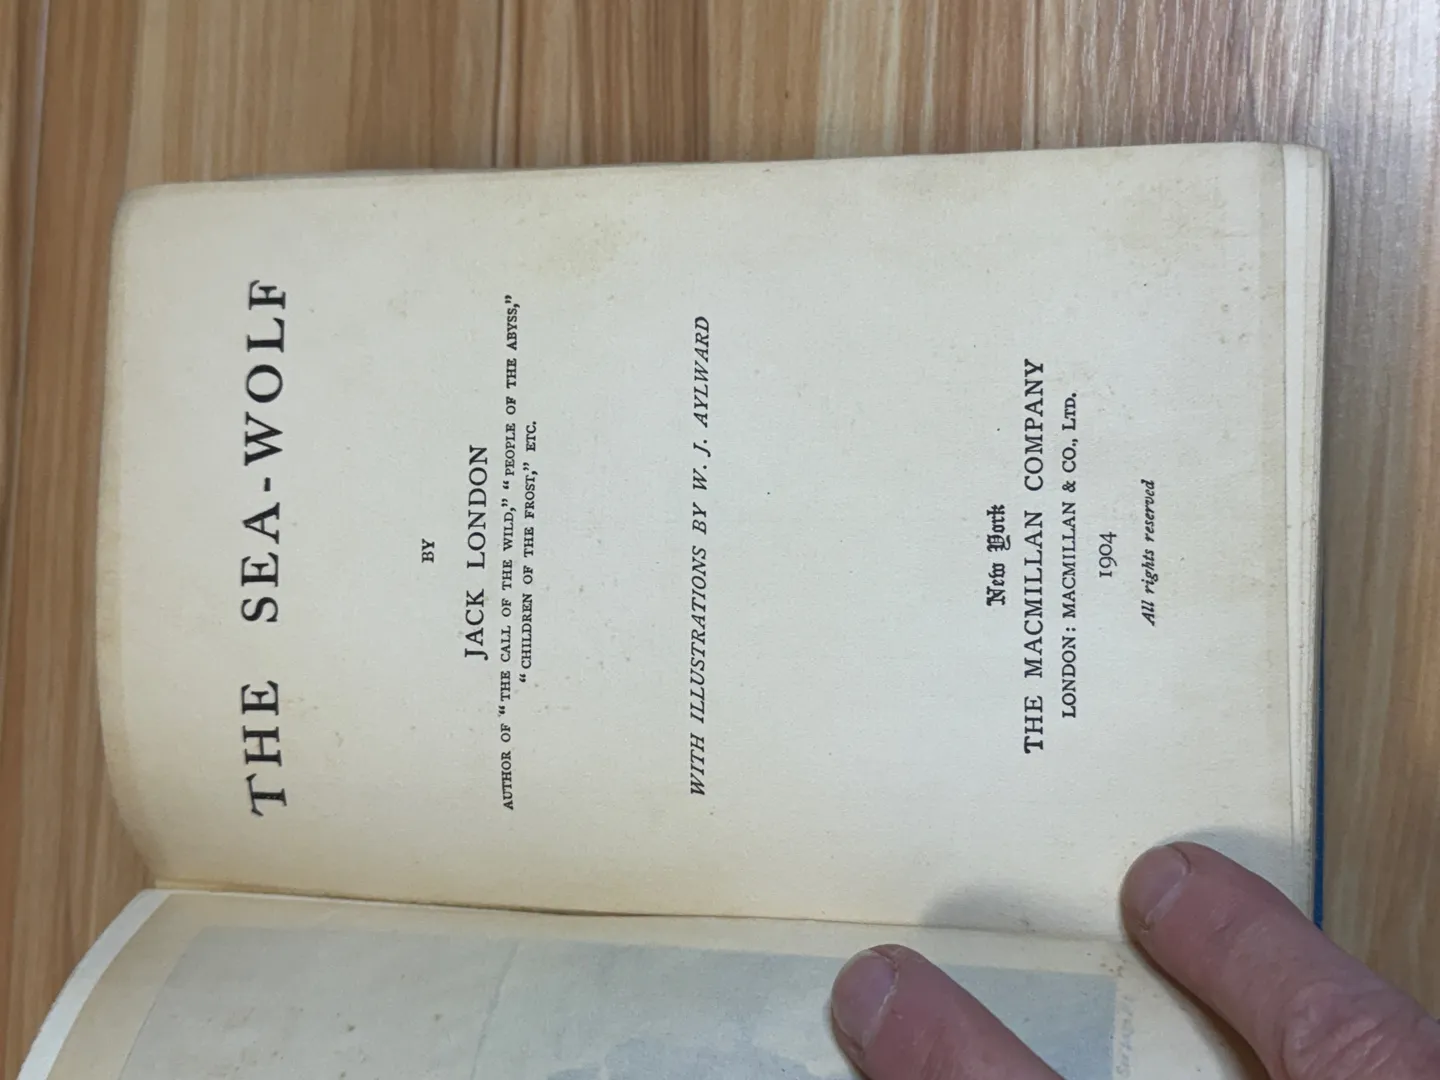 THE SEA-WOLF
BY
JACK LONDON
AUTHOR OF "THE CALL OF THE WILD," "PEOPLE OF THE ABYSS,"
"CHILDREN OF THE FROST," ETC.
WITH ILLUSTRATIONS BY W. J. AYLWARD
New York
THE MACMILLAN COMPANY
LONDON: MACMILLAN & CO., LTD.
1904
All rights reserved